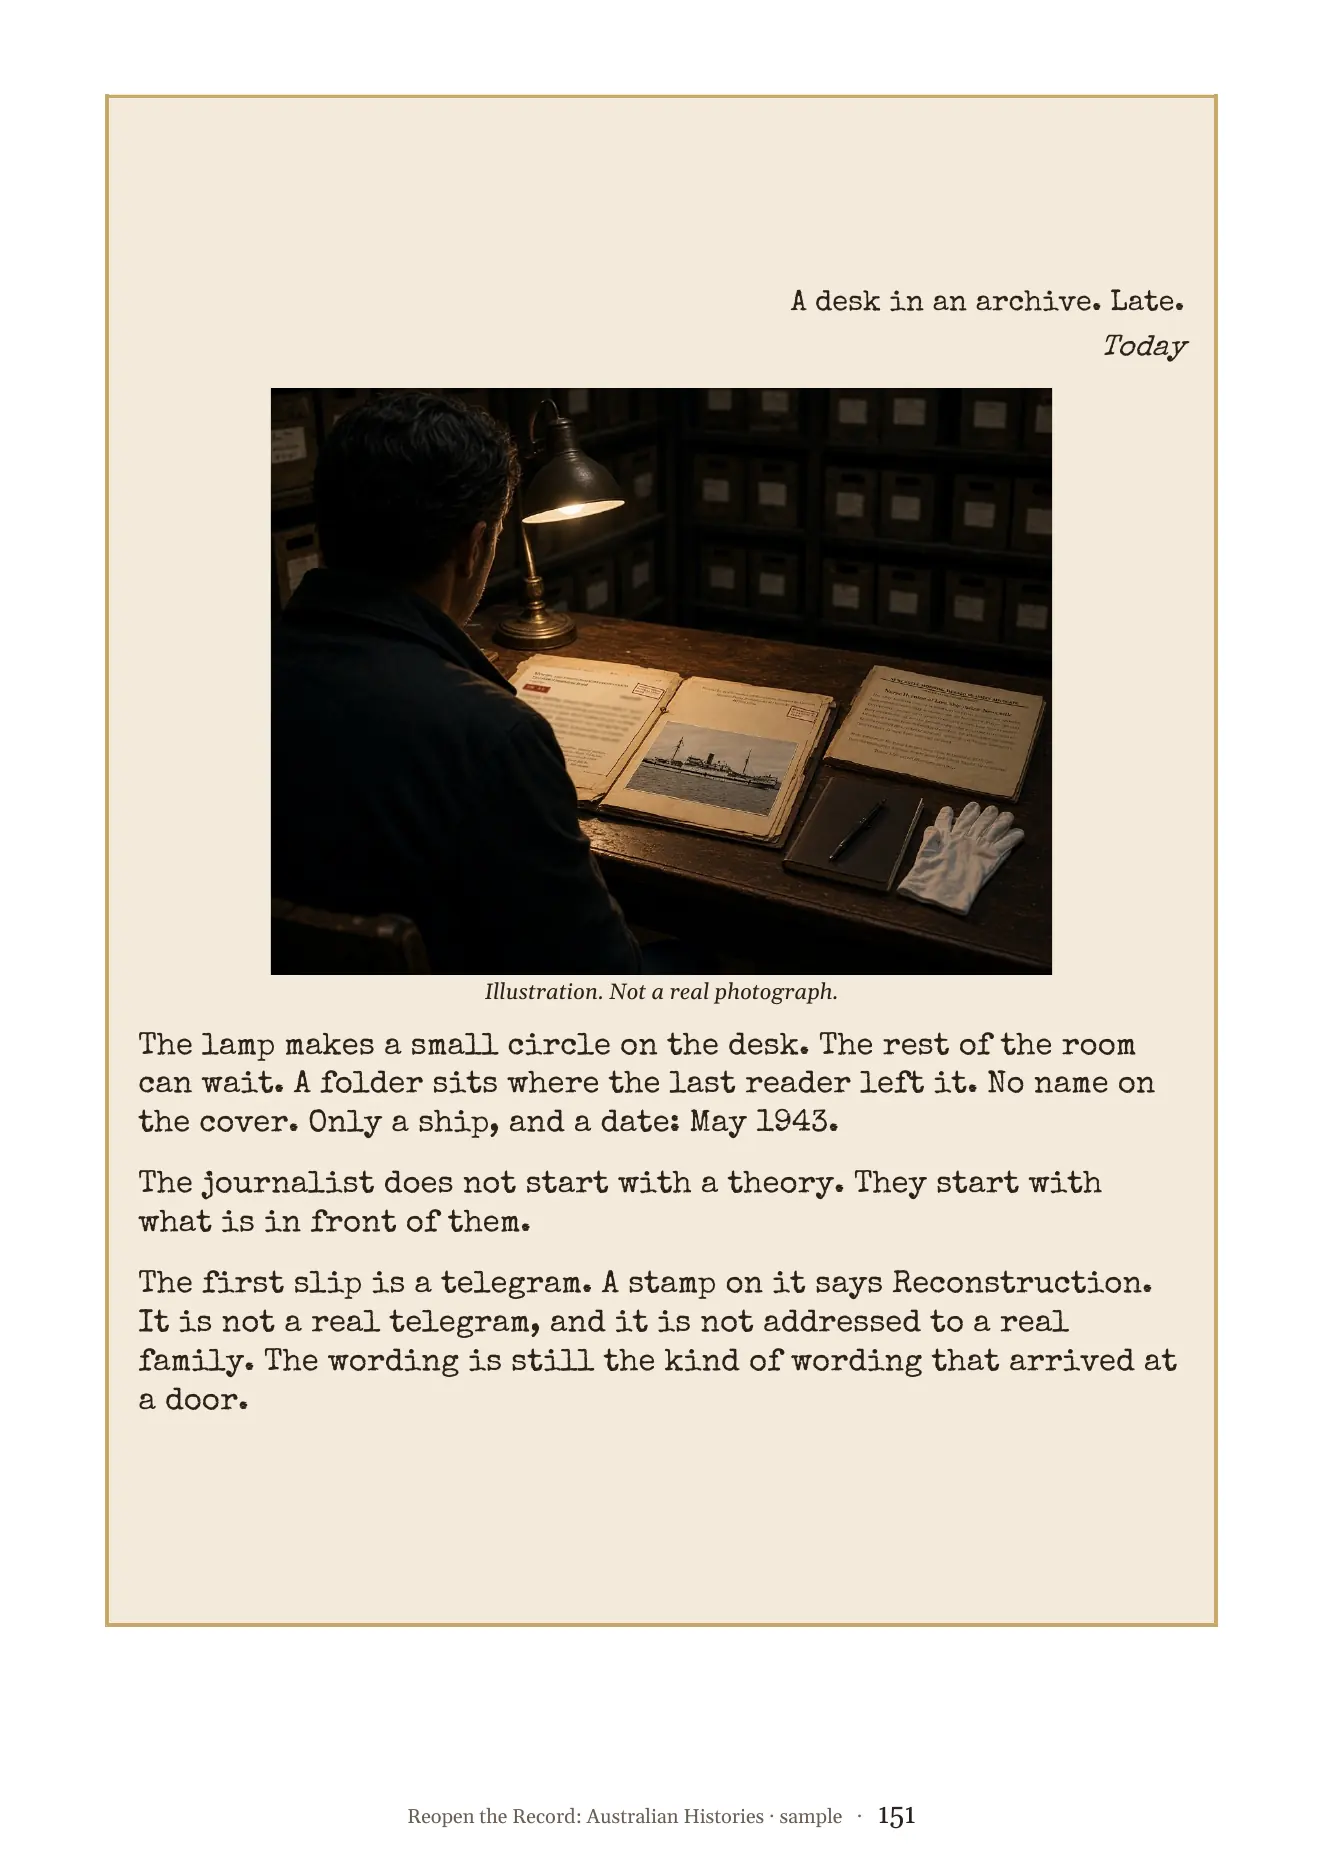 A desk in an archive. Late.
Today
Illustration. Not a real photograph.
The lamp makes a small circle on the desk. The rest of the room
can wait. A folder sits where the last reader left it. No name on
the cover. Only a ship, and a date: May 1943.
The journalist does not start with a theory. They start with
what is in front of them.
The first slip is a telegram. A stamp on it says Reconstruction.
It is not a real telegram, and it is not addressed to a real
family. The wording is still the kind of wording that arrived at
a door.
Reopen the Record: Australian Histories · sample · 151